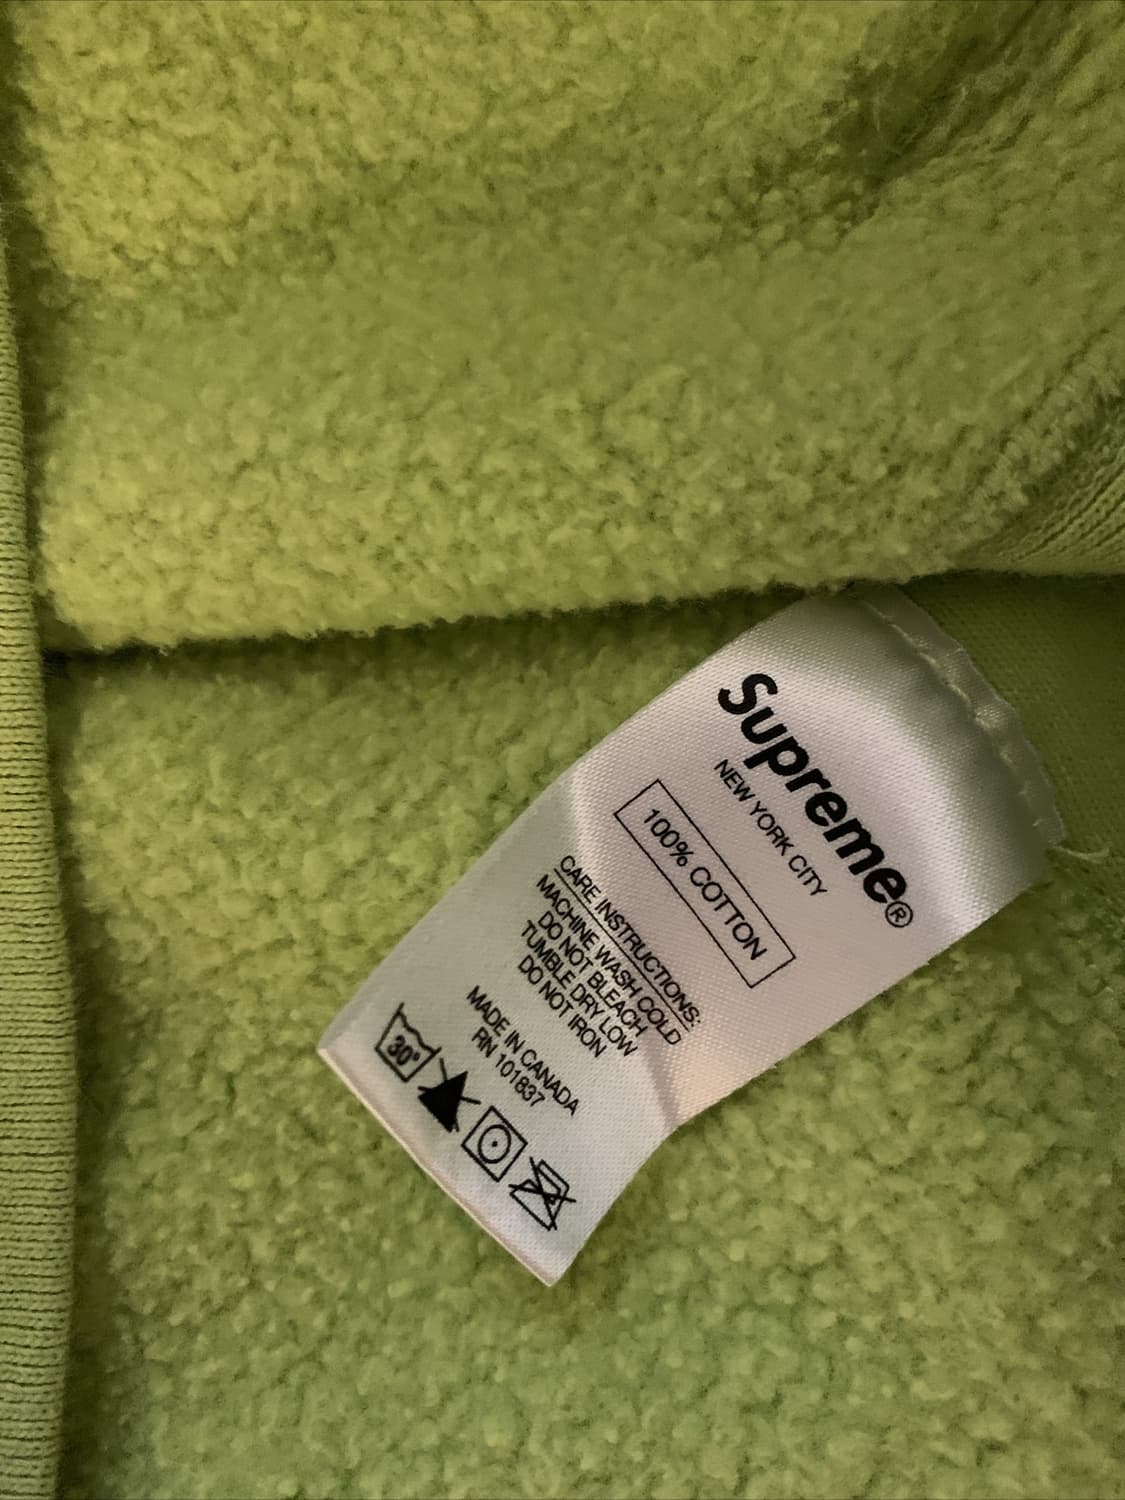 Supreme®
NEW YORK CITY
100% COTTON
CARE INSTRUCTIONS:
MACHINE WASH COLD
DO NOT BLEACH
TUMBLE DRY LOW
DO NOT IRON
MADE IN CANADA
RN 101837
30°